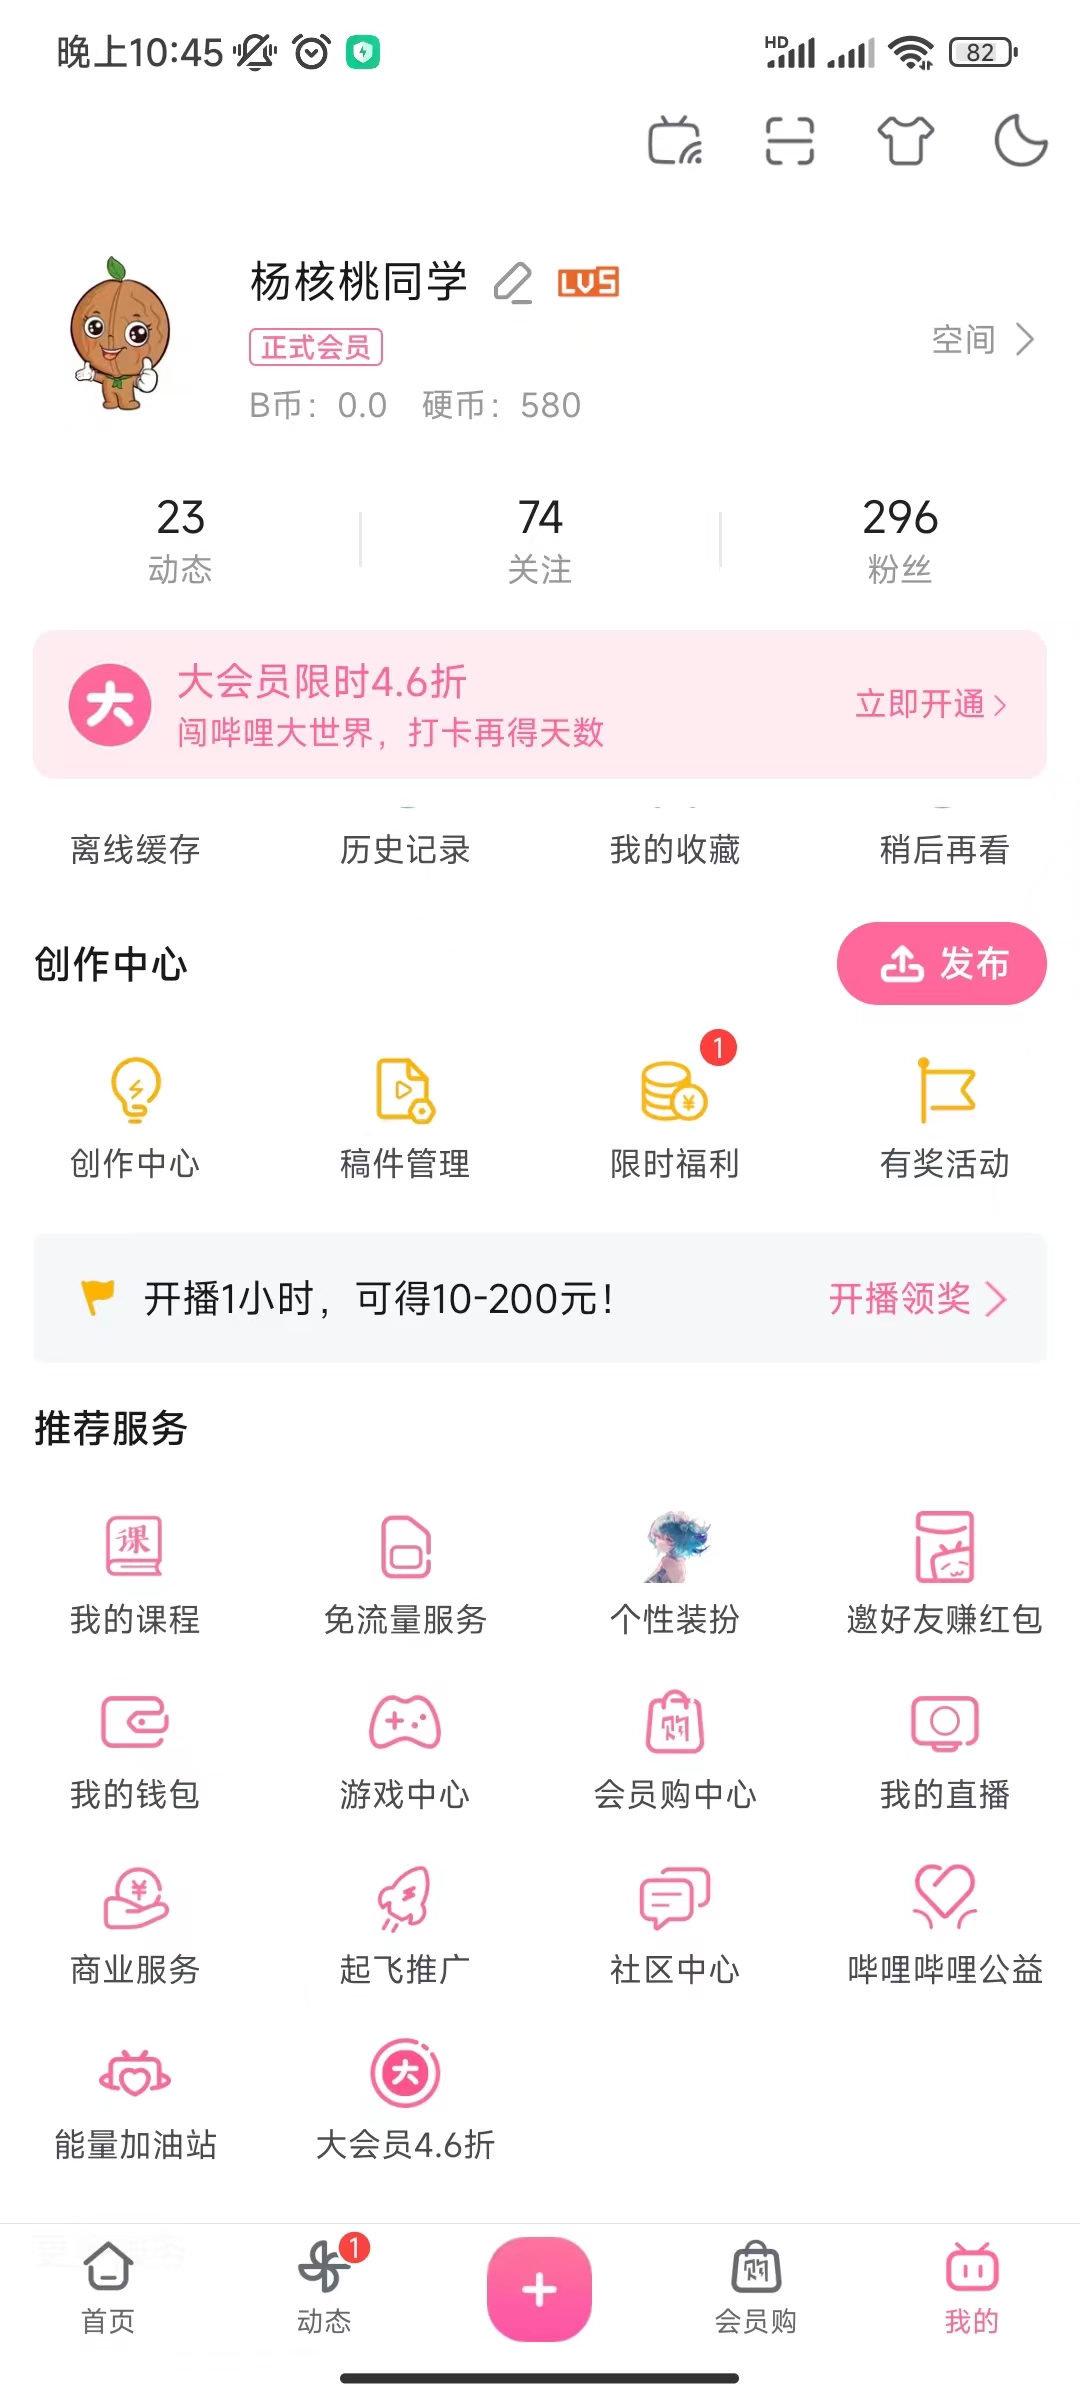 晚上10:45
HD
82
杨核桃同学
LV5
正式会员
空间
B币：0.0 硬币：580
23 74 296
动态 关注 粉丝
大
大会员限时4.6折
闯哔哩大世界，打卡再得天数
立即开通
离线缓存 历史记录 我的收藏 稍后再看
创作中心
发布
1
创作中心 稿件管理 限时福利 有奖活动
开播1小时，可得10-200元！
开播领奖
推荐服务
课
我的课程 免流量服务 个性装扮 邀好友赚红包
购
我的钱包 游戏中心 会员购中心 我的直播
商业服务 起飞推广 社区中心 哔哩哔哩公益
大
能量加油站 大会员4.6折
1
购
首页 动态 会员购 我的